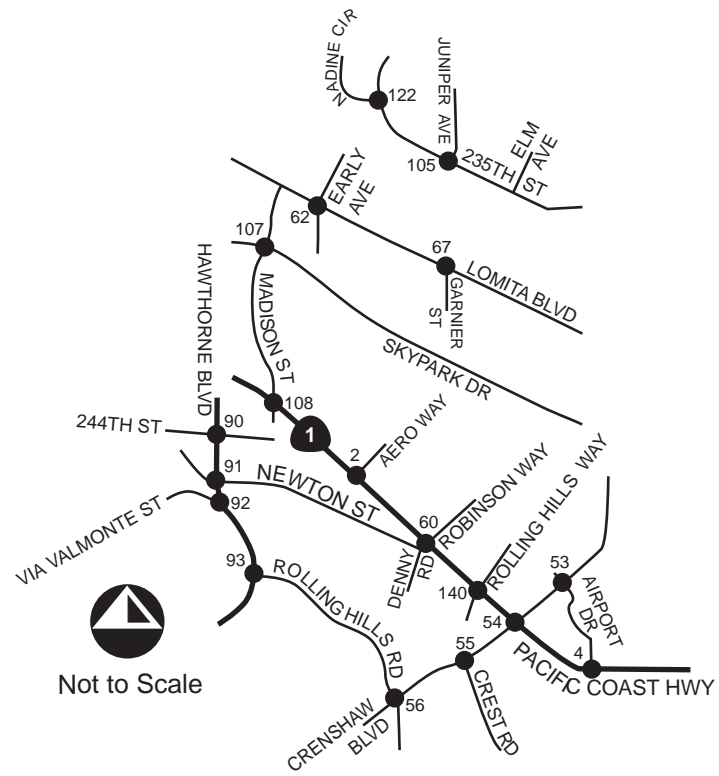 NADINE CIR
122
JUNIPER AVE
105
235TH ST
ELM
AVE
EARLY
AVE
62
107
67
LOMITA BLVD
GARNIER
ST
HAWTHORNE BLVD
MADISON ST
SKYPARK DR
108
244TH ST
90
1
2
AERO WAY
91
NEWTON ST
92
VIA VALMONTE ST
60
ROBINSON WAY
ROLLING HILLS WAY
DENNY
RD
93
ROLLING HILLS RD
140
53
AIRPORT
DR
54
55
4
PACIFIC COAST HWY
CREST RD
56
CRENSHAW
BLVD
Not to Scale